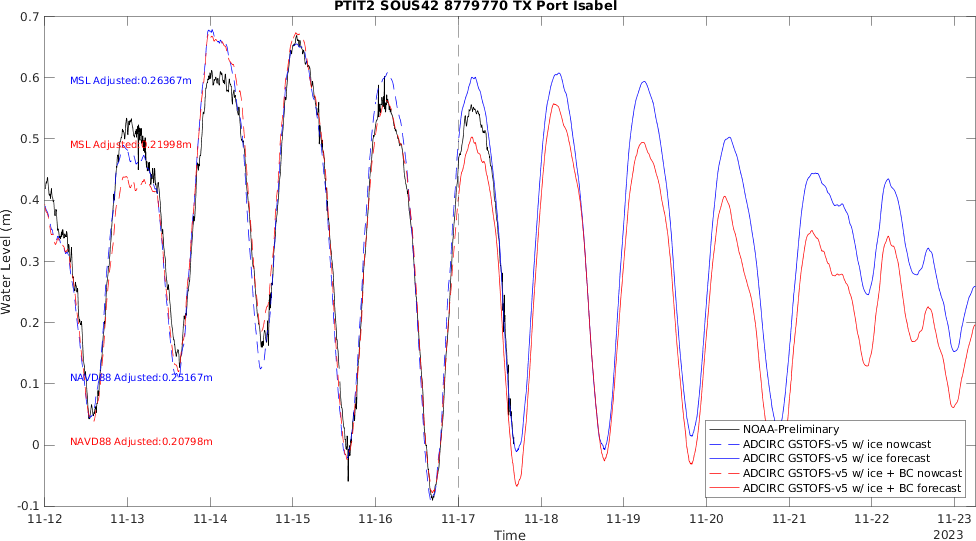 PTIT2 SOUS42 8779770 TX Port Isabel
0.7
0.6
0.5
0.4
0.3
0.2
0.1
0
-0.1
Water Level (m)
MSL Adjusted:0.26367m
MSL Adjusted:0.21998m
NAVD88 Adjusted:0.25167m
NAVD88 Adjusted:0.20798m
NOAA-Preliminary
ADCIRC GSTOFS-v5 w/ ice nowcast
ADCIRC GSTOFS-v5 w/ ice forecast
ADCIRC GSTOFS-v5 w/ ice + BC nowcast
ADCIRC GSTOFS-v5 w/ ice + BC forecast
11-12 11-13 11-14 11-15 11-16 11-17 11-18 11-19 11-20 11-21 11-22 11-23
Time
2023